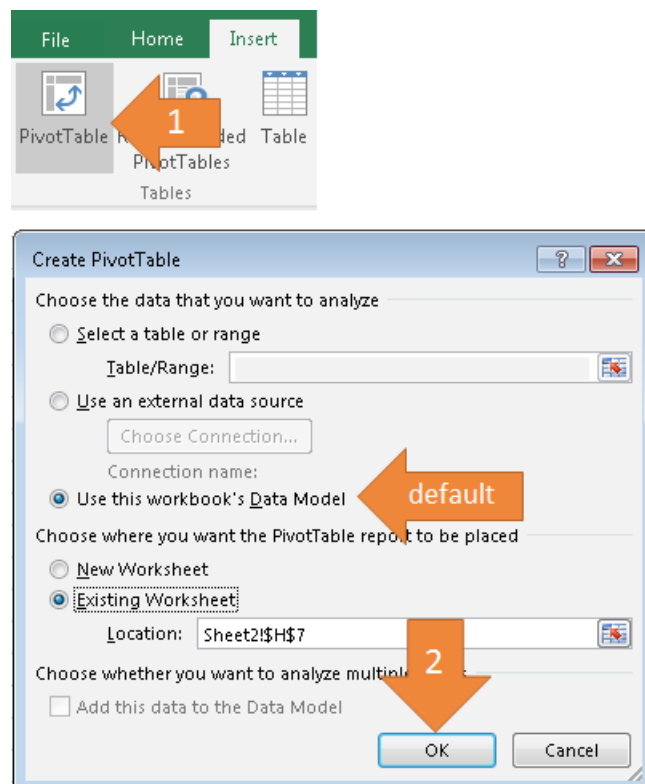 File Home Insert
1
PivotTable ded Table
PivotTables
Tables
Create PivotTable
Choose the data that you want to analyze
Select a table or range
Table/Range:
Use an external data source
Choose Connection...
Connection name:
Use this workbook's Data Model
default
Choose where you want the PivotTable report to be placed
New Worksheet
Existing Worksheet
Location: Sheet2!$H$7
2
Choose whether you want to analyze multiple
Add this data to the Data Model
OK Cancel